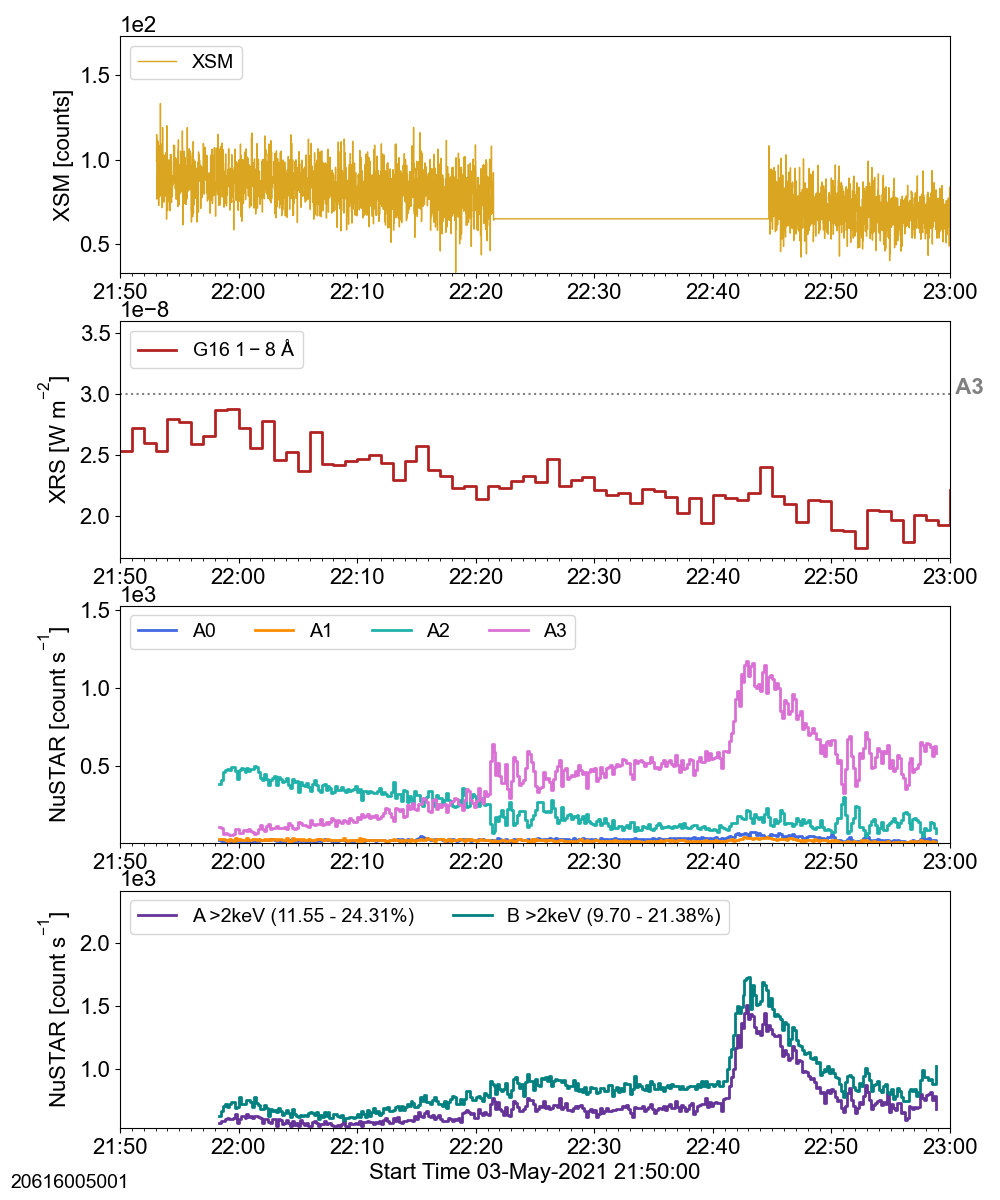 1e2
XSM [counts]
XSM
1.5
1.0
0.5
21:50 22:00 22:10 22:20 22:30 22:40 22:50 23:00
1e−8
XRS [W m−2]
G16 1 − 8 Å
3.5
3.0
2.5
2.0
A3
21:50 22:00 22:10 22:20 22:30 22:40 22:50 23:00
1e3
NuSTAR [count s−1]
A0 A1 A2 A3
1.5
1.0
0.5
21:50 22:00 22:10 22:20 22:30 22:40 22:50 23:00
1e3
NuSTAR [count s−1]
A >2keV (11.55 - 24.31%) B >2keV (9.70 - 21.38%)
2.0
1.5
1.0
21:50 22:00 22:10 22:20 22:30 22:40 22:50 23:00
Start Time 03-May-2021 21:50:00
20616005001